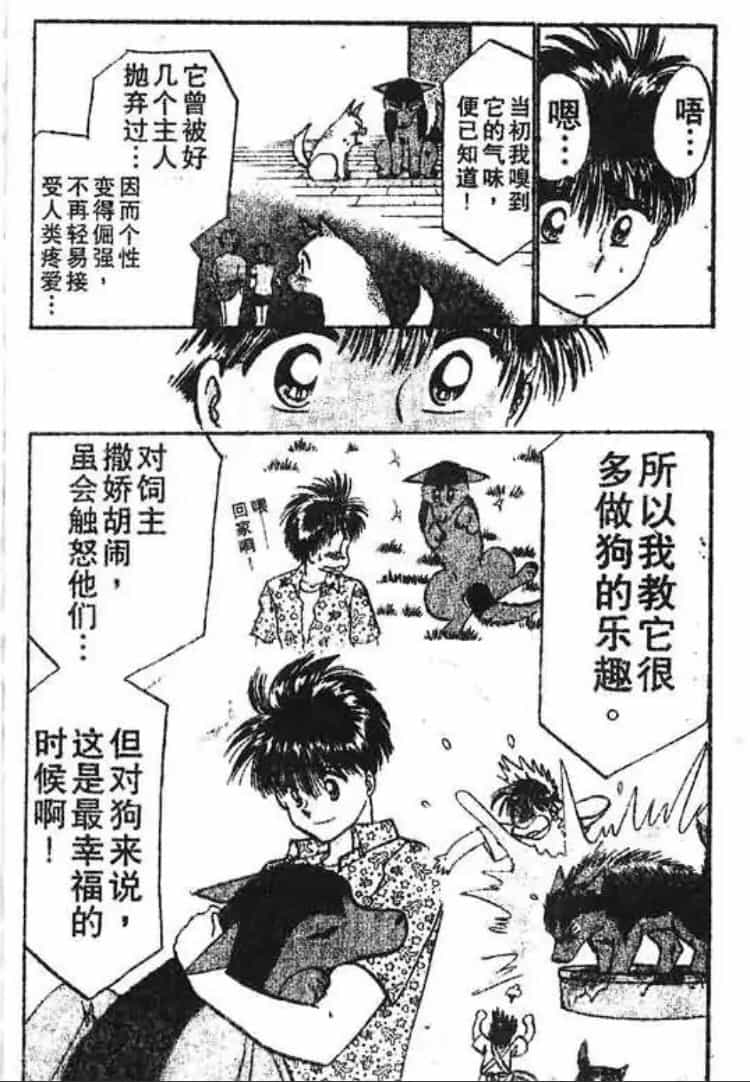 唔…
嗯…
当初我嗅到
它的气味，
便已知道！
它曾被好
几个主人
抛弃过…
因而个性
变得倔强，
不再轻易接
受人类疼爱…
所以我教它很
多做狗的乐趣。
喂——
回家啊！
对饲主
撒娇胡闹，
虽会触怒他们…
但对狗来说，
这是最幸福的
时候啊！